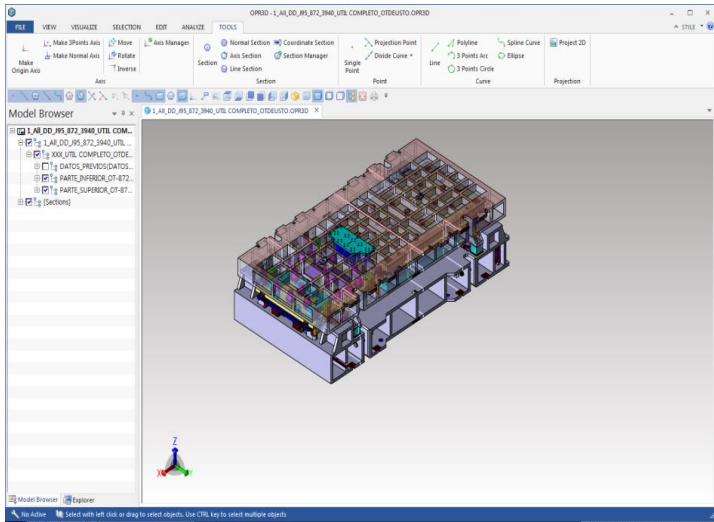 OPR3D - 1_All_DD_J95_872_3940_UTIL COMPLETO_OTDEUSTO.OPR3D
FILE VIEW VISUALIZE SELECTION EDIT ANALYZE TOOLS STYLE
Make Origin Axis
Make 3Points Axis
Make Normal Axis
Move
Rotate
Inverse
Axis Manager
Axis
Section
Normal Section
Axis Section
Line Section
Coordinate Section
Section Manager
Section
Single Point
Projection Point
Divide Curve
Point
Line
Polyline
3 Points Arc
3 Points Circle
Spline Curve
Ellipse
Curve
Project 2D
Projection
Model Browser
1_All_DD_J95_872_3940_UTIL COMPLETO_OTDEUSTO.OPR3D
1_All_DD_J95_872_3940_UTIL COM...
1_All_DD_J95_872_3940_UTIL ...
XXX_UTIL COMPLETO_OTDE...
DATOS_PREVIOS(DATOS...
PARTE_INFERIOR_OT-872...
PARTE_SUPERIOR_OT-87...
[Sections]
Z
X
Y
Model Browser Explorer
No Active Select with left click or drag to select objects. Use CTRL key to select multiple objects